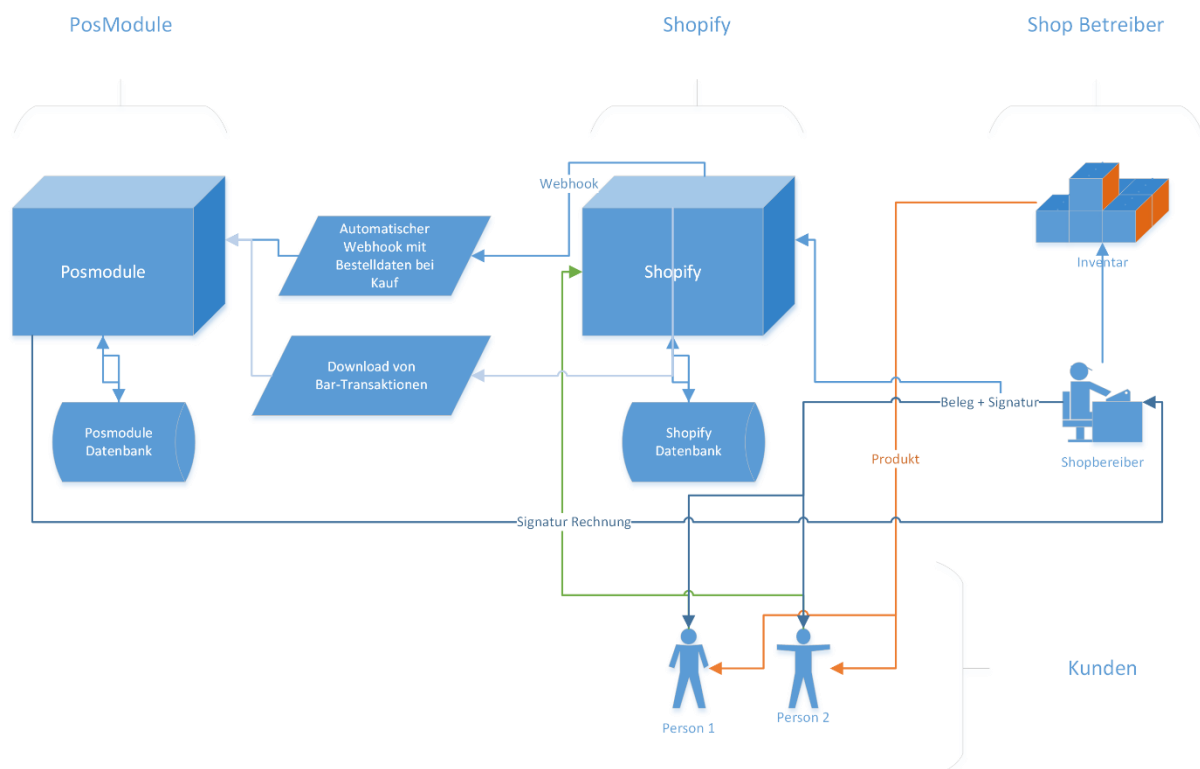 PosModule
Shopify
Shop Betreiber
Webhook
Automatischer
Webhook mit
Bestelldaten bei
Kauf
Posmodule
Shopify
Inventar
Download von
Bar-Transaktionen
Beleg + Signatur
Posmodule
Datenbank
Shopify
Datenbank
Produkt
Shopbereiber
Signatur Rechnung
Kunden
Person 1
Person 2